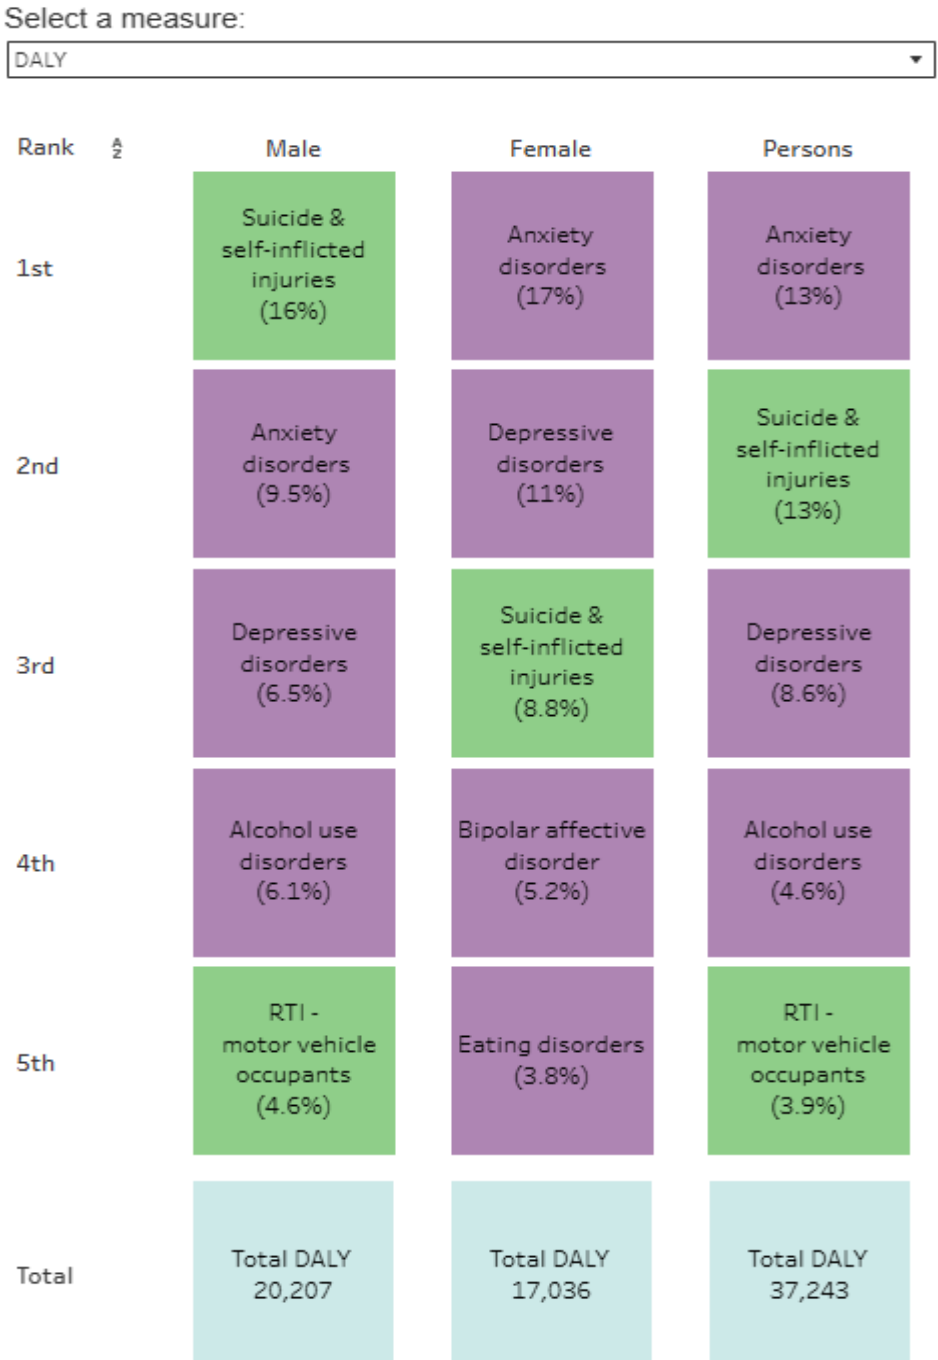 Select a measure:
DALY
Rank
Male
Female
Persons
1st
Suicide &
self-inflicted
injuries
(16%)
Anxiety
disorders
(17%)
Anxiety
disorders
(13%)
2nd
Anxiety
disorders
(9.5%)
Depressive
disorders
(11%)
Suicide &
self-inflicted
injuries
(13%)
3rd
Depressive
disorders
(6.5%)
Suicide &
self-inflicted
injuries
(8.8%)
Depressive
disorders
(8.6%)
4th
Alcohol use
disorders
(6.1%)
Bipolar affective
disorder
(5.2%)
Alcohol use
disorders
(4.6%)
5th
RTI -
motor vehicle
occupants
(4.6%)
Eating disorders
(3.8%)
RTI -
motor vehicle
occupants
(3.9%)
Total
Total DALY
20,207
Total DALY
17,036
Total DALY
37,243